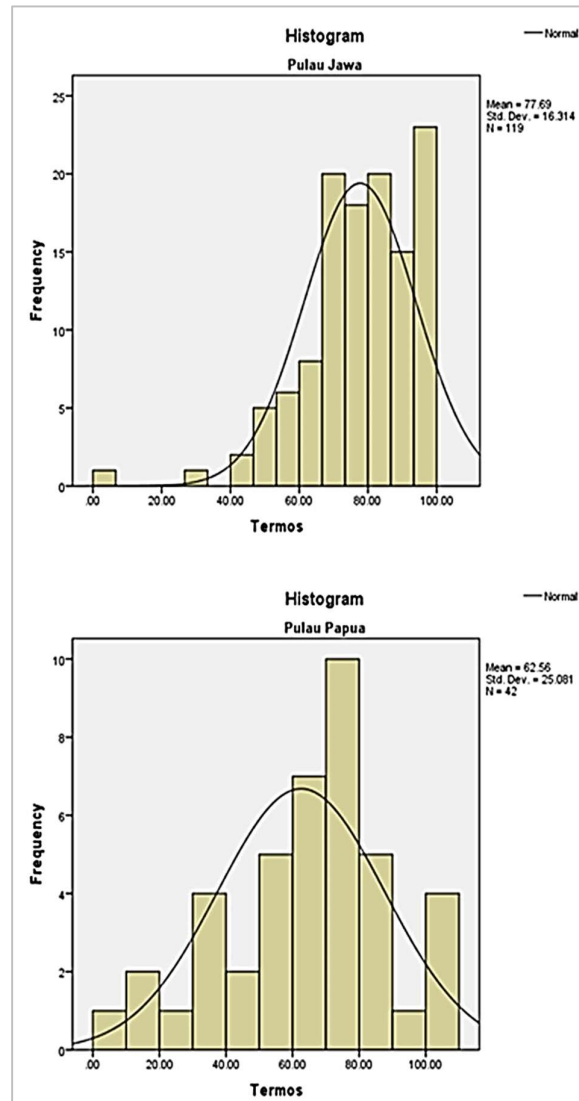 Histogram
Normal
Pulau Jawa
Mean = 77.69
Std. Dev. = 16.314
N = 119
25
20
15
10
5
0
Frequency
.00 20.00 40.00 60.00 80.00 100.00
Termos
Histogram
Normal
Pulau Papua
Mean = 62.56
Std. Dev. = 25.081
N = 42
10
8
6
4
2
0
Frequency
.00 20.00 40.00 60.00 80.00 100.00
Termos